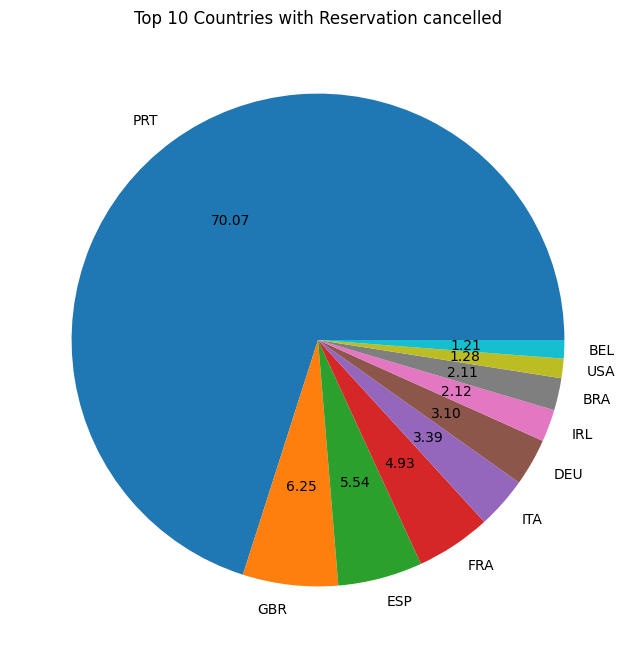 Top 10 Countries with Reservation cancelled
PRT
70.07
1.21
BEL
1.28
USA
2.11
BRA
2.12
IRL
3.10
DEU
3.39
ITA
4.93
FRA
5.54
ESP
6.25
GBR